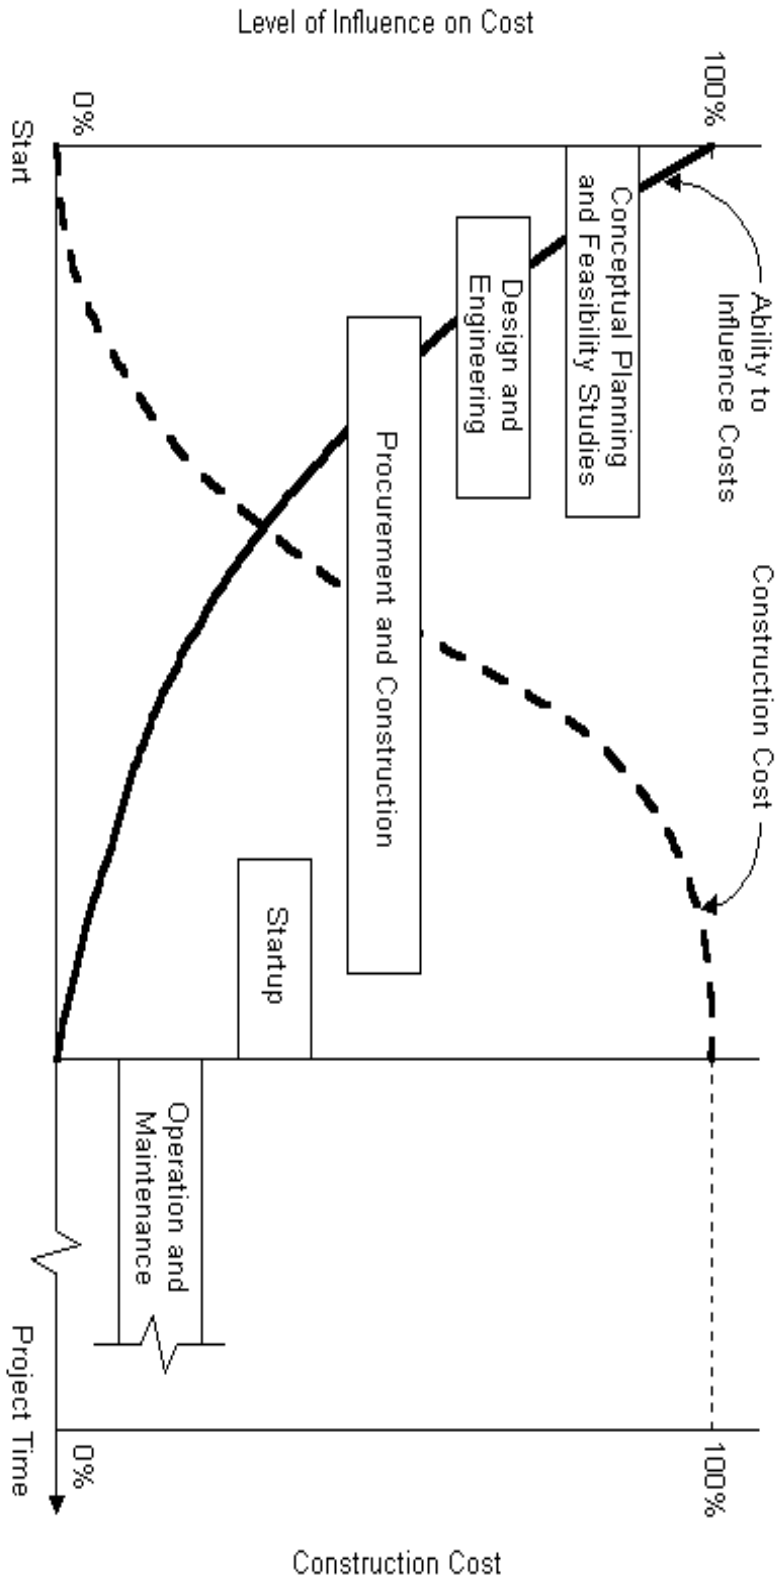 Level of Influence on Cost
100%
0%
Start
Ability to
Influence Costs
Construction Cost
Conceptual Planning
and Feasibility Studies
Design and
Engineering
Procurement and Construction
Startup
Operation and
Maintenance
Project Time
100%
0%
Construction Cost